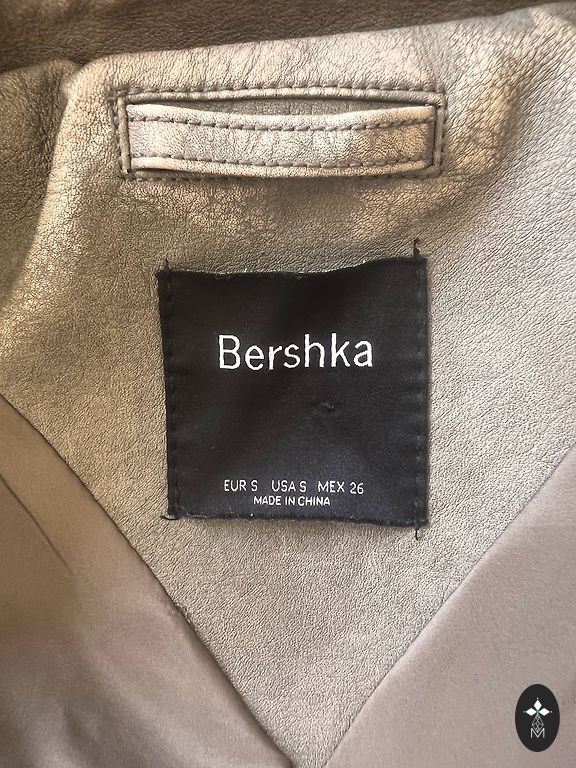 Bershka
EUR S USA S MEX 26
MADE IN CHINA
M